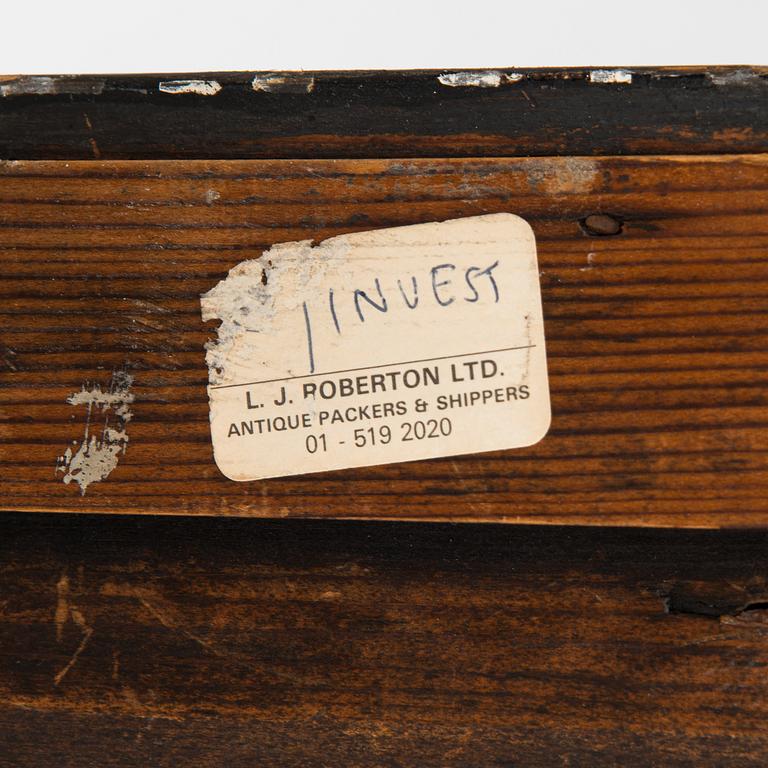 /INVEST
L. J. ROBERTON LTD.
ANTIQUE PACKERS & SHIPPERS
01 - 519 2020